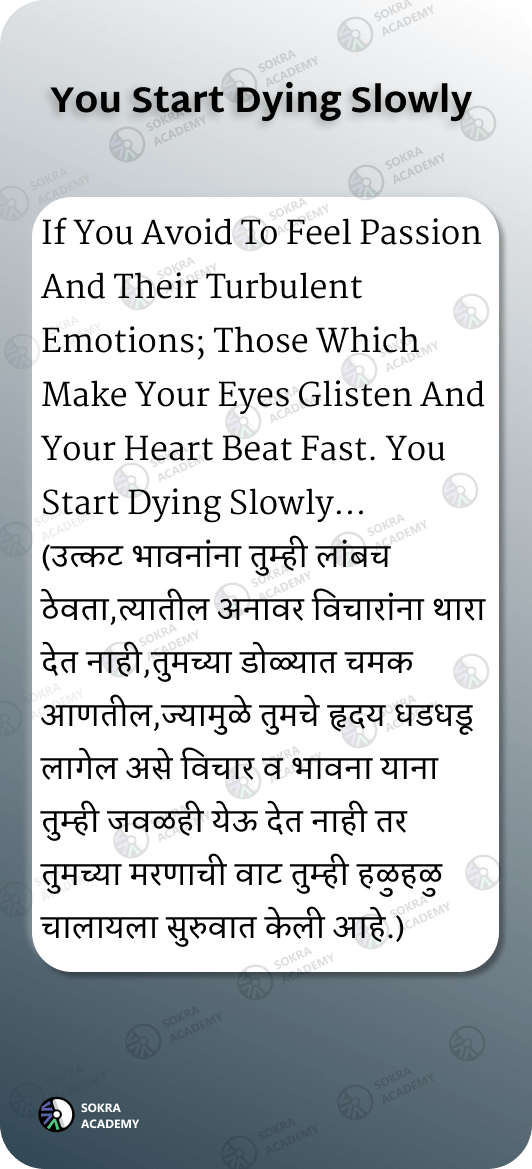 You Start Dying Slowly
If You Avoid To Feel Passion
And Their Turbulent
Emotions; Those Which
Make Your Eyes Glisten And
Your Heart Beat Fast. You
Start Dying Slowly...
(उत्कट भावनांना तुम्ही लांबच
ठेवता,त्यातील अनावर विचारांना थारा
देत नाही,तुमच्या डोळ्यात चमक
आणतील,ज्यामुळे तुमचे हृदय धडधडू
लागेल असे विचार व भावना याना
तुम्ही जवळही येऊ देत नाही तर
तुमच्या मरणाची वाट तुम्ही हळुहळु
चालायला सुरुवात केली आहे.)
SOKRA
ACADEMY